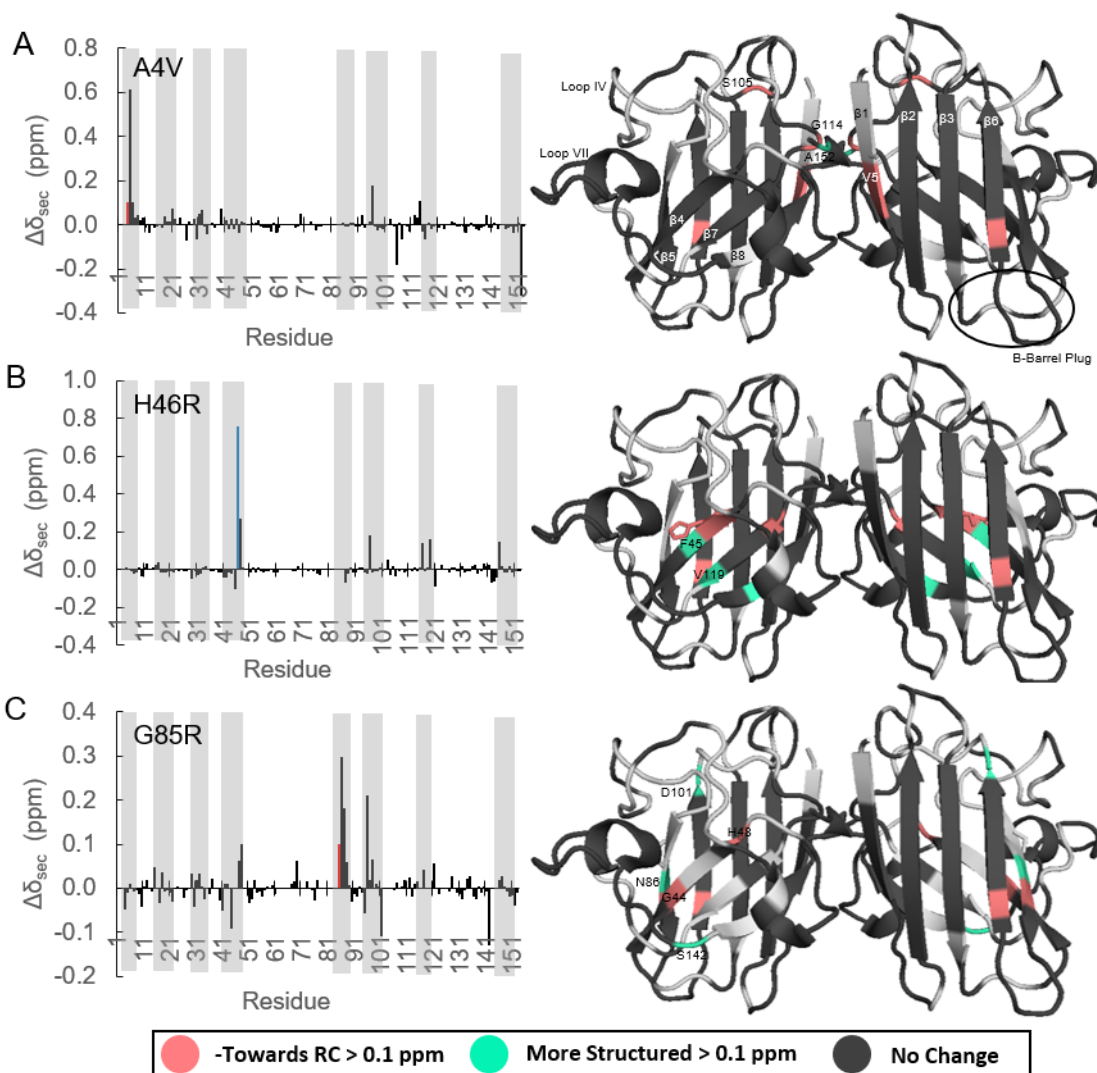 A
A4V
0.8
0.6
0.4
0.2
0.0
-0.2
-0.4
Δδsec (ppm)
1 11 21 31 41 51 61 71 81 91 101 111 121 131 141 151
Residue
Loop IV
S105
G114
β1
β2
β3
β6
Loop VII
A152
V5
β4
β7
β5
β8
B-Barrel Plug
B
H46R
1.0
0.8
0.6
0.4
0.2
0.0
-0.2
-0.4
Δδsec (ppm)
1 11 21 31 41 51 61 71 81 91 101 111 121 131 141 151
Residue
F45
V119
C
G85R
0.4
0.3
0.2
0.1
0.0
-0.1
-0.2
Δδsec (ppm)
1 11 21 31 41 51 61 71 81 91 101 111 121 131 141 151
Residue
D101
H48
N86
G44
S142
-Towards RC > 0.1 ppm
More Structured > 0.1 ppm
No Change